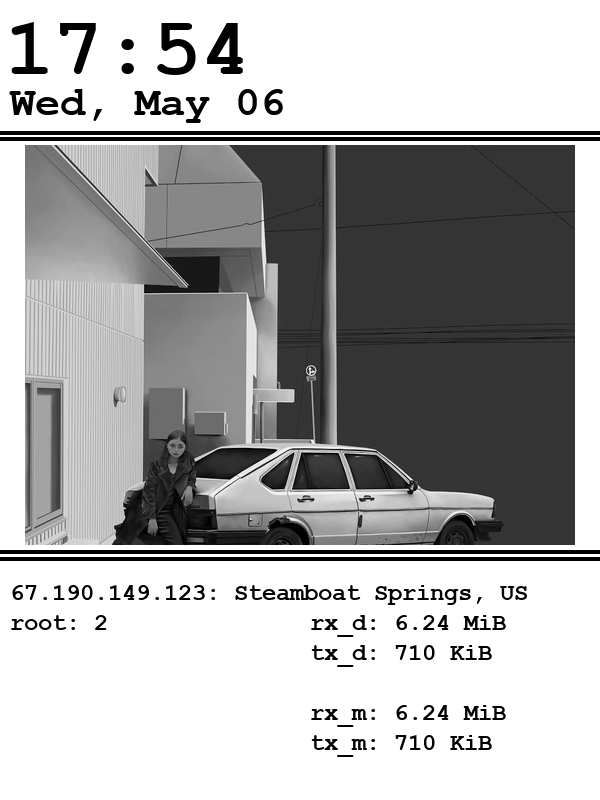 17:54
Wed, May 06
67.190.149.123: Steamboat Springs, US
root: 2 rx_d: 6.24 MiB
tx_d: 710 KiB
rx_m: 6.24 MiB
tx_m: 710 KiB